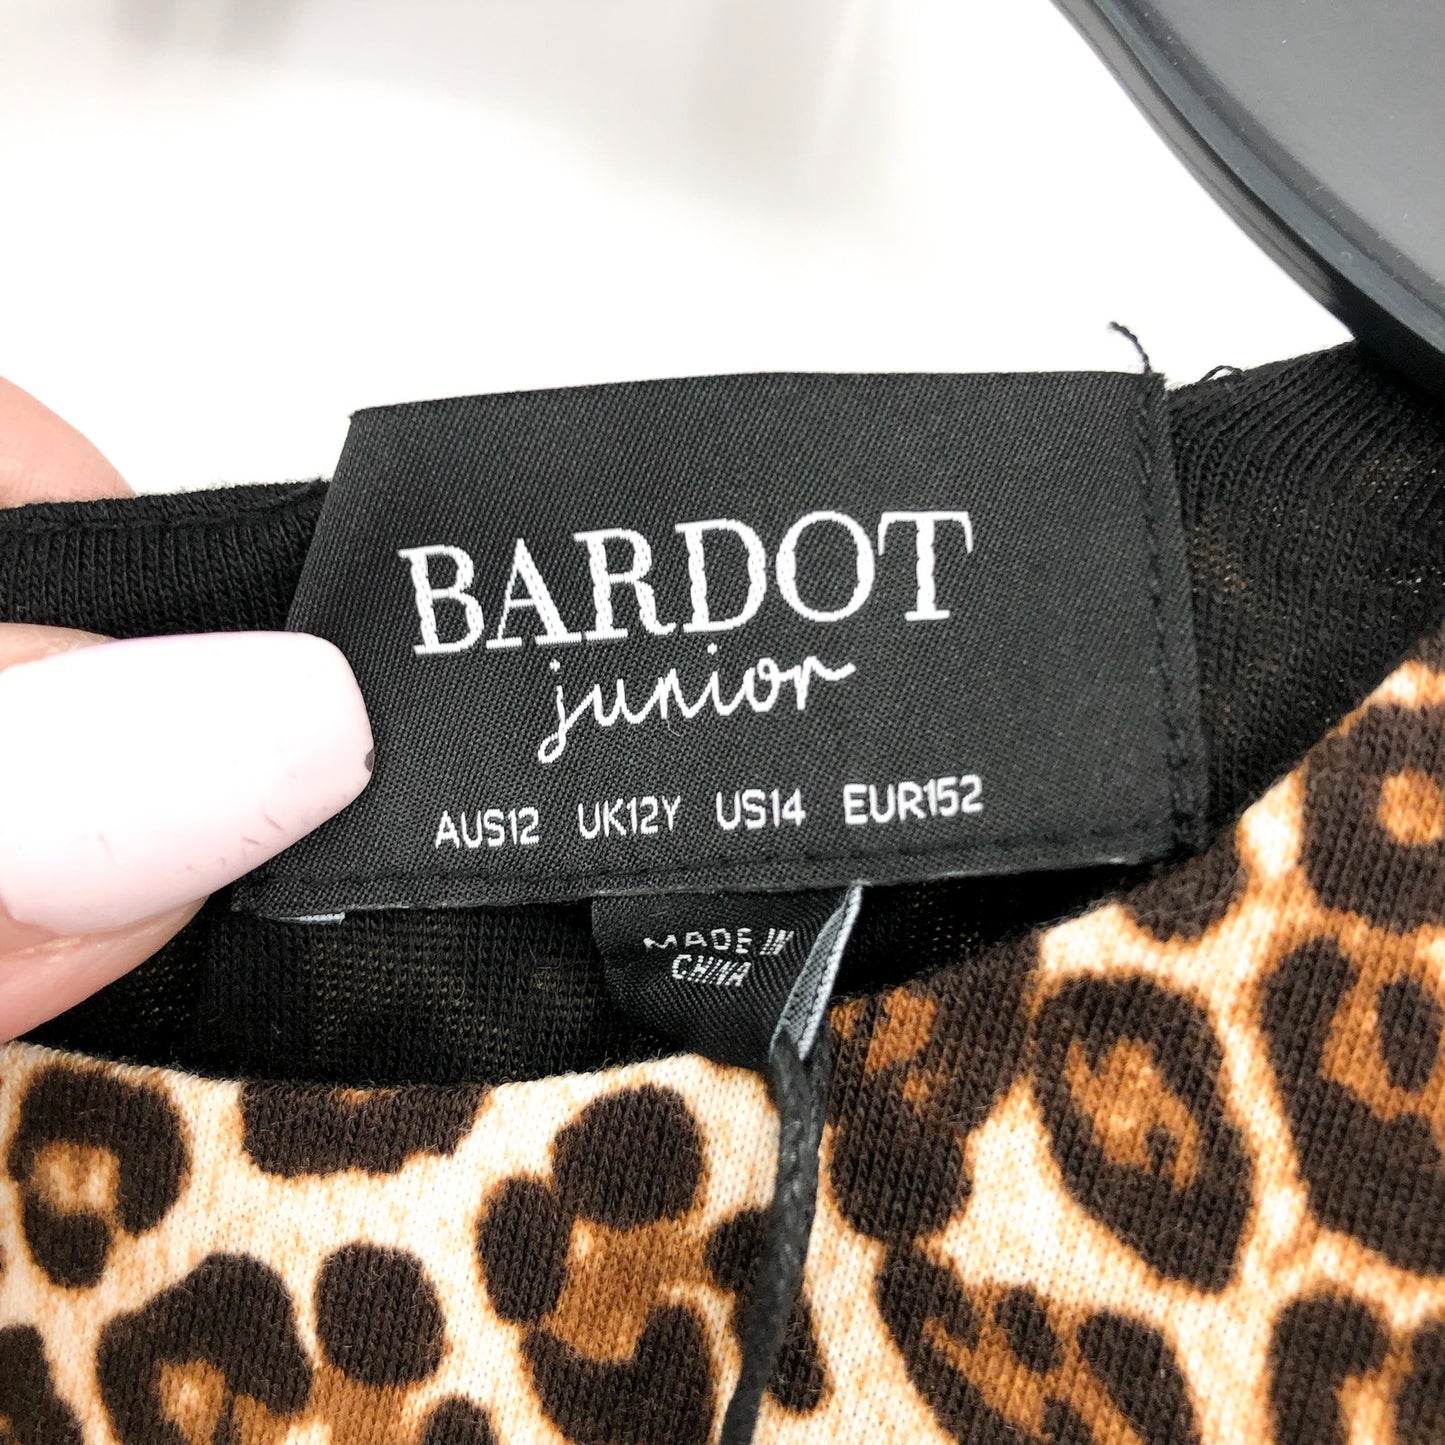 BARDOT
junior
AUS12 UK12Y US14 EUR152
MADE IN
CHINA